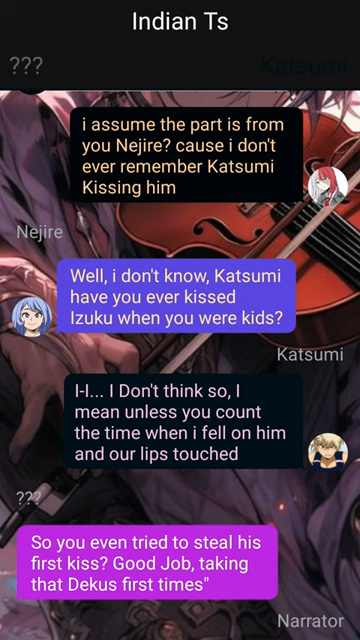 Indian Ts
???
Katsumi
i assume the part is from
you Nejire? cause i don't
ever remember Katsumi
Kissing him
Nejire
Well, i don't know, Katsumi
have you ever kissed
Izuku when you were kids?
Katsumi
I-I... I Don't think so, I
mean unless you count
the time when i fell on him
and our lips touched
???
So you even tried to steal his
first kiss? Good Job, taking
that Dekus first times"
Narrator